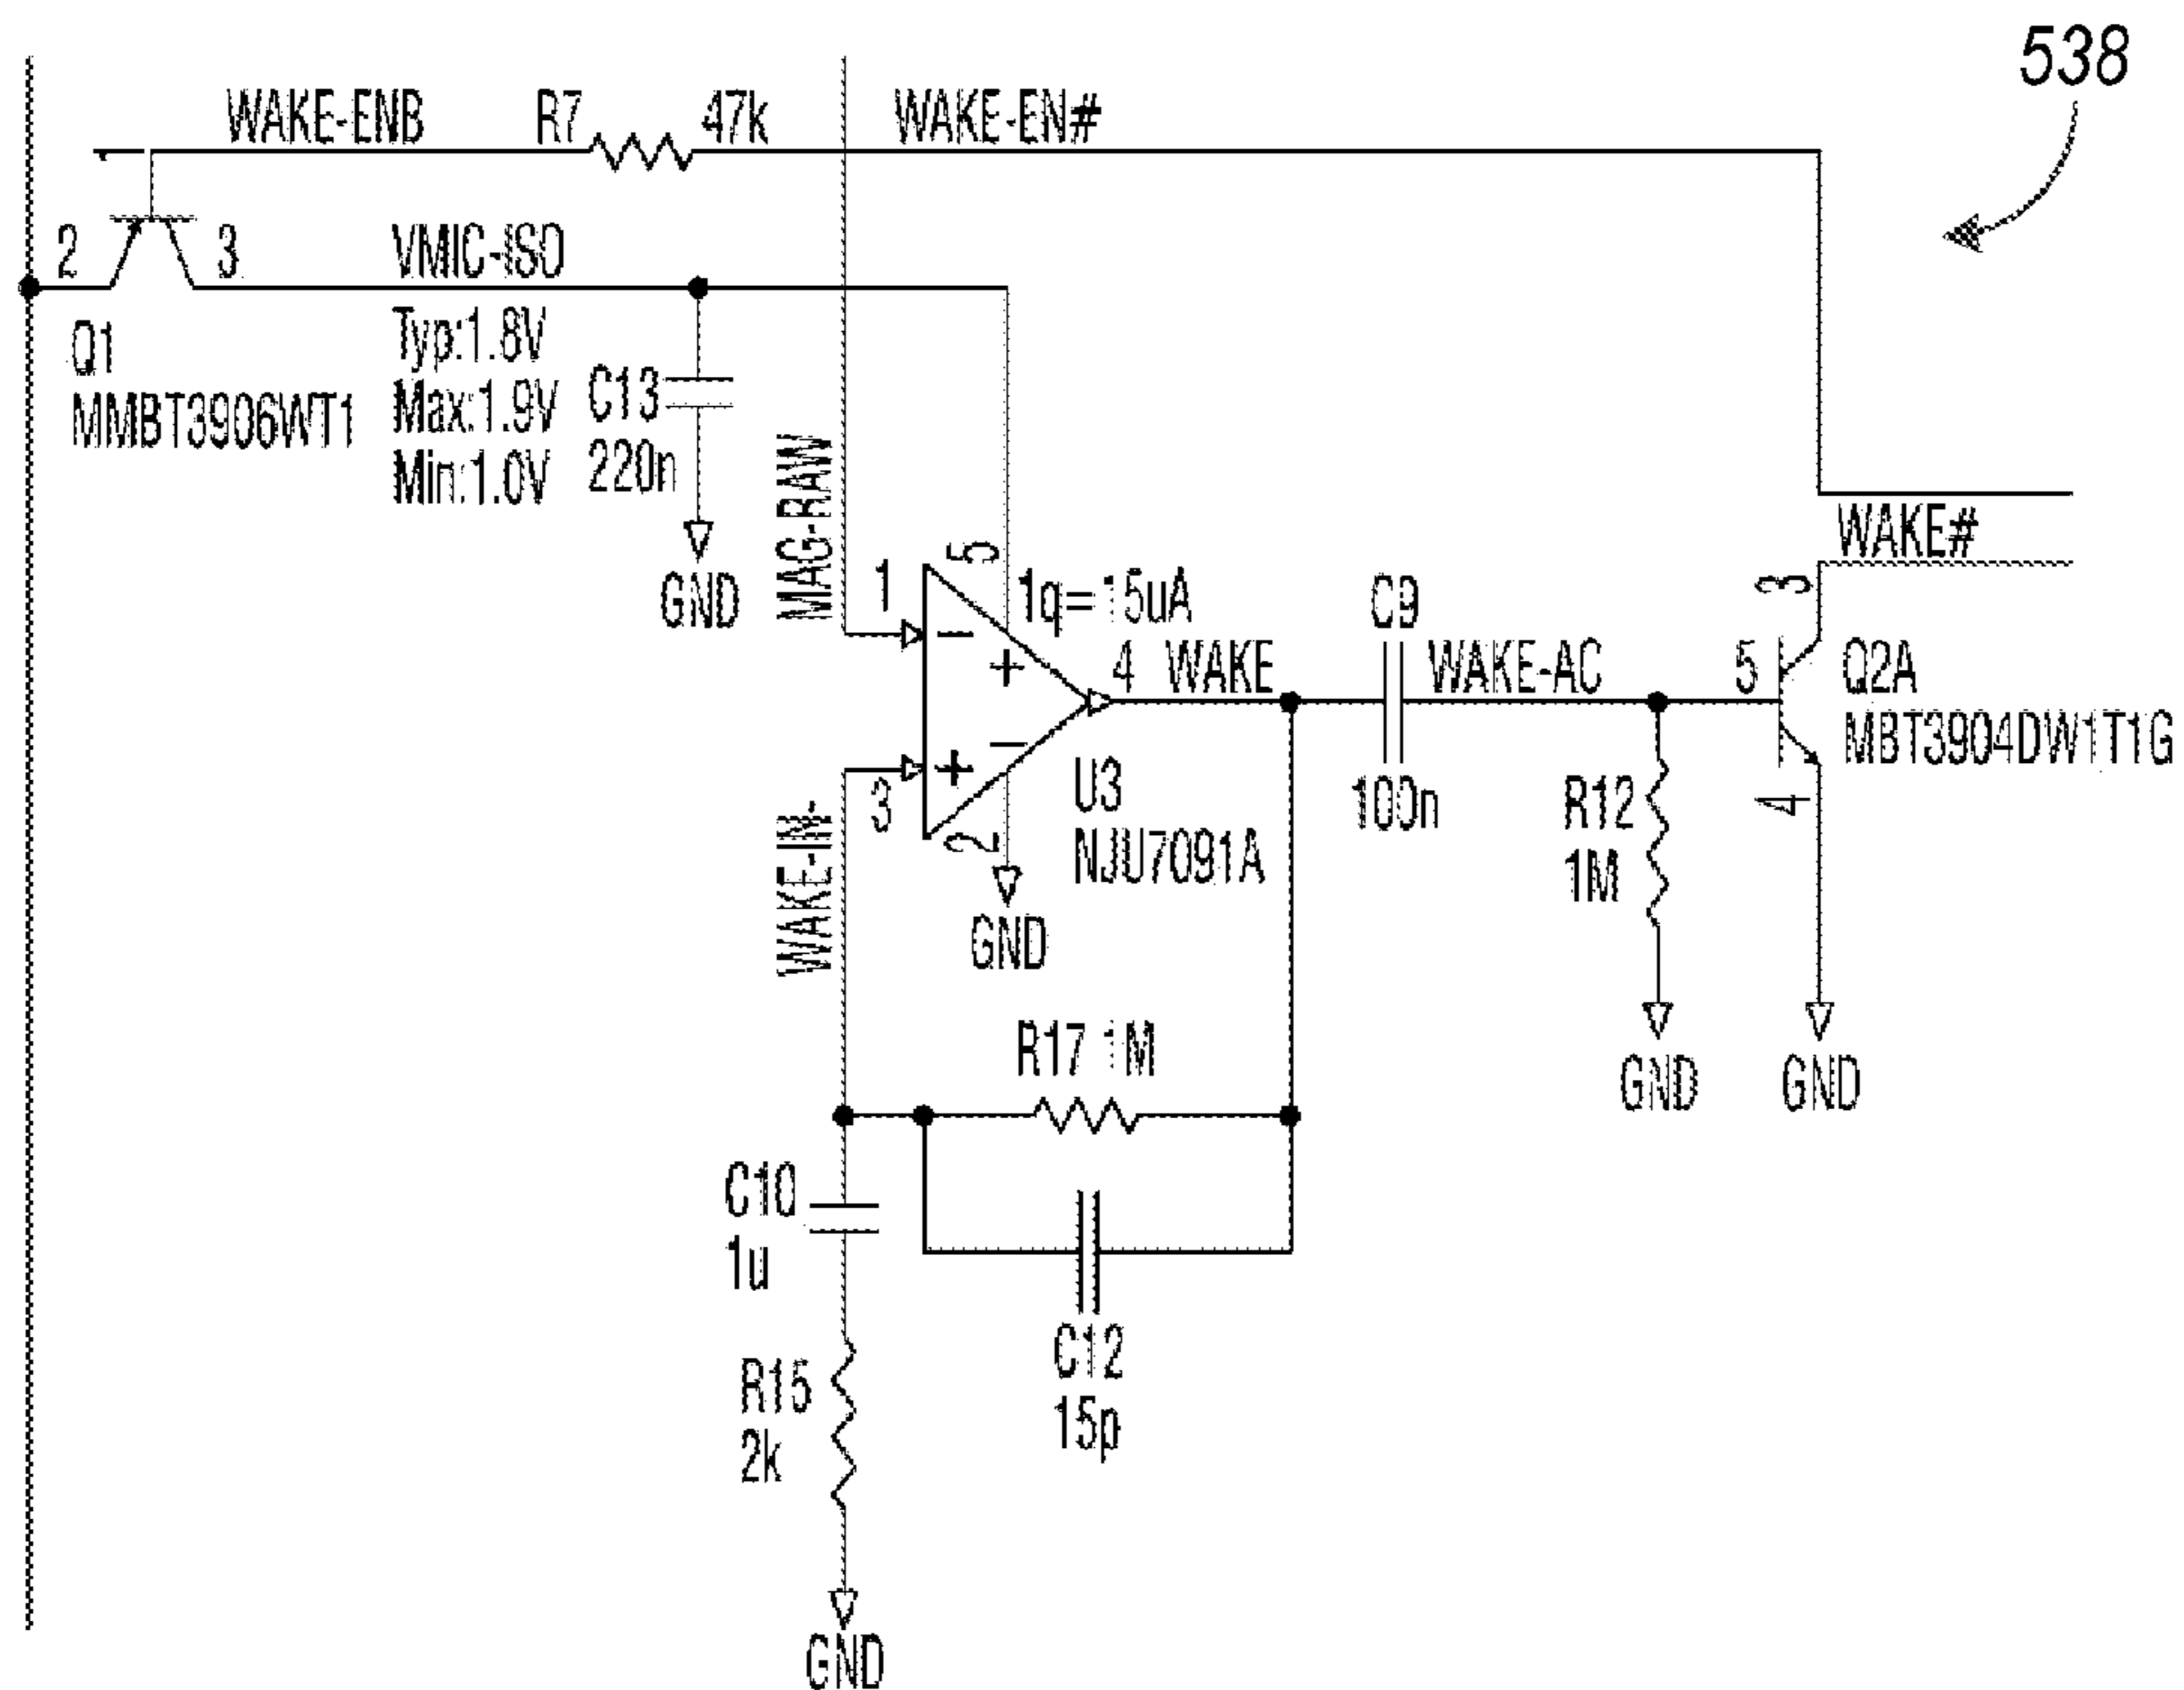 538
WAKE-ENB R7 47k WAKE-EN#
2 3 VMIC-ISO
Q1
MMBT3906WT1
Typ:1.8V
Max:1.9V
Min:1.0V
C13
220n
GND
MAG-RAW
WAKE#
1 5 1q=15uA
3
- +
4 WAKE
C9
100n
WAKE-AC
5 Q2A
MBT3904DW1T1G
4
+ -
3 2
U3
NJU7091A
GND
WAKE-IN-
R12
1M
GND GND
R17 1M
C10
1u
C12
15p
R15
2k
GND